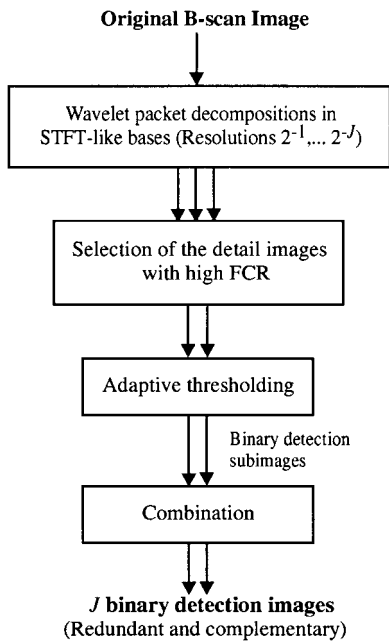 Original B-scan Image
Wavelet packet decompositions in
STFT-like bases (Resolutions 2⁻¹,... 2⁻ᴶ)
Selection of the detail images
with high FCR
Adaptive thresholding
Binary detection
subimages
Combination
J binary detection images
(Redundant and complementary)